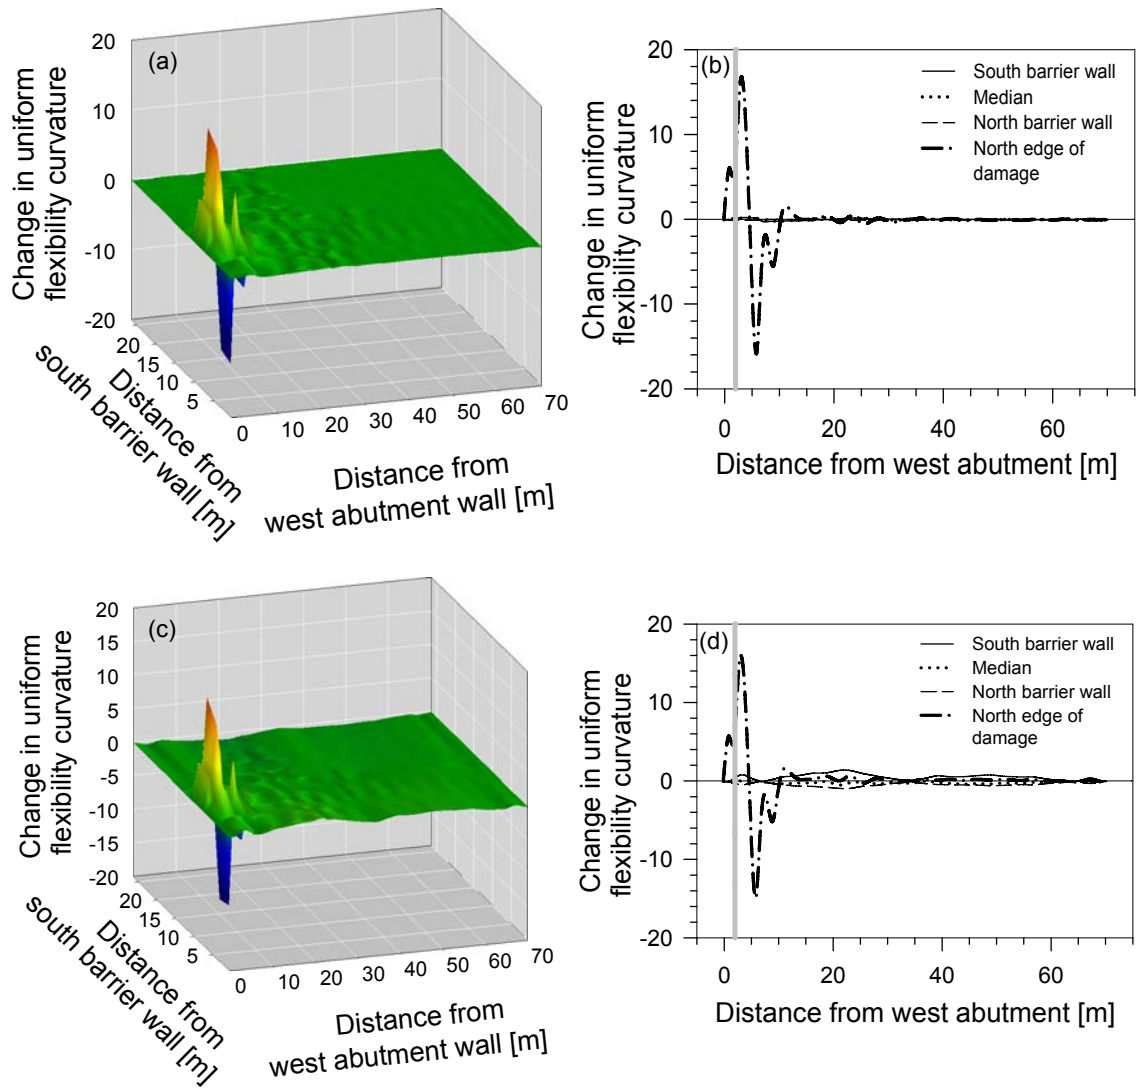 (a)
20
10
0
-10
-20
Change in uniform
flexibility curvature
20
15
10
5
Distance from
south barrier wall [m]
0
10
20
30
40
50
60
70
Distance from
west abutment wall [m]
(b)
20
10
0
-10
-20
Change in uniform
flexibility curvature
South barrier wall
Median
North barrier wall
North edge of
damage
0
20
40
60
Distance from west abutment [m]
(c)
20
15
10
5
0
-5
-10
-15
-20
Change in uniform
flexibility curvature
20
15
10
5
Distance from
south barrier wall [m]
0
10
20
30
40
50
60
70
Distance from
west abutment wall [m]
(d)
20
10
0
-10
-20
Change in uniform
flexibility curvature
South barrier wall
Median
North barrier wall
North edge of
damage
0
20
40
60
Distance from west abutment [m]